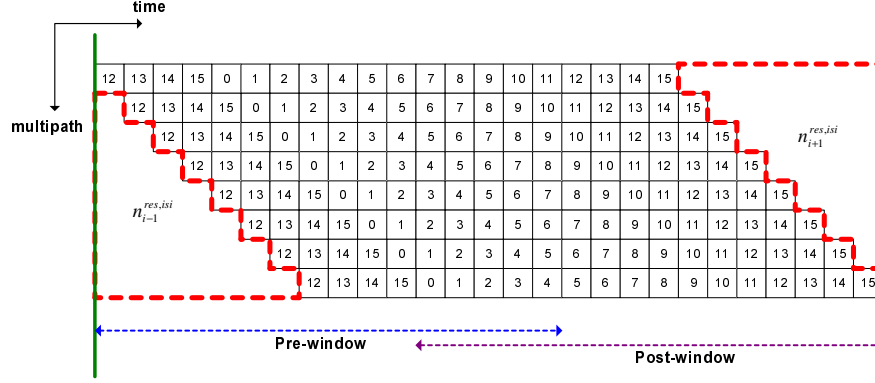 time
12 13 14 15 0 1 2 3 4 5 6 7 8 9 10 11 12 13 14 15
multipath 12 13 14 15 0 1 2 3 4 5 6 7 8 9 10 11 12 13 14 15
12 13 14 15 0 1 2 3 4 5 6 7 8 9 10 11 12 13 14 15 n_{i+1}^{res,isi}
12 13 14 15 0 1 2 3 4 5 6 7 8 9 10 11 12 13 14 15
n_{i-1}^{res,isi} 12 13 14 15 0 1 2 3 4 5 6 7 8 9 10 11 12 13 14 15
12 13 14 15 0 1 2 3 4 5 6 7 8 9 10 11 12 13 14 15
12 13 14 15 0 1 2 3 4 5 6 7 8 9 10 11 12 13 14 15
12 13 14 15 0 1 2 3 4 5 6 7 8 9 10 11 12 13 14 15
Pre-window
Post-window